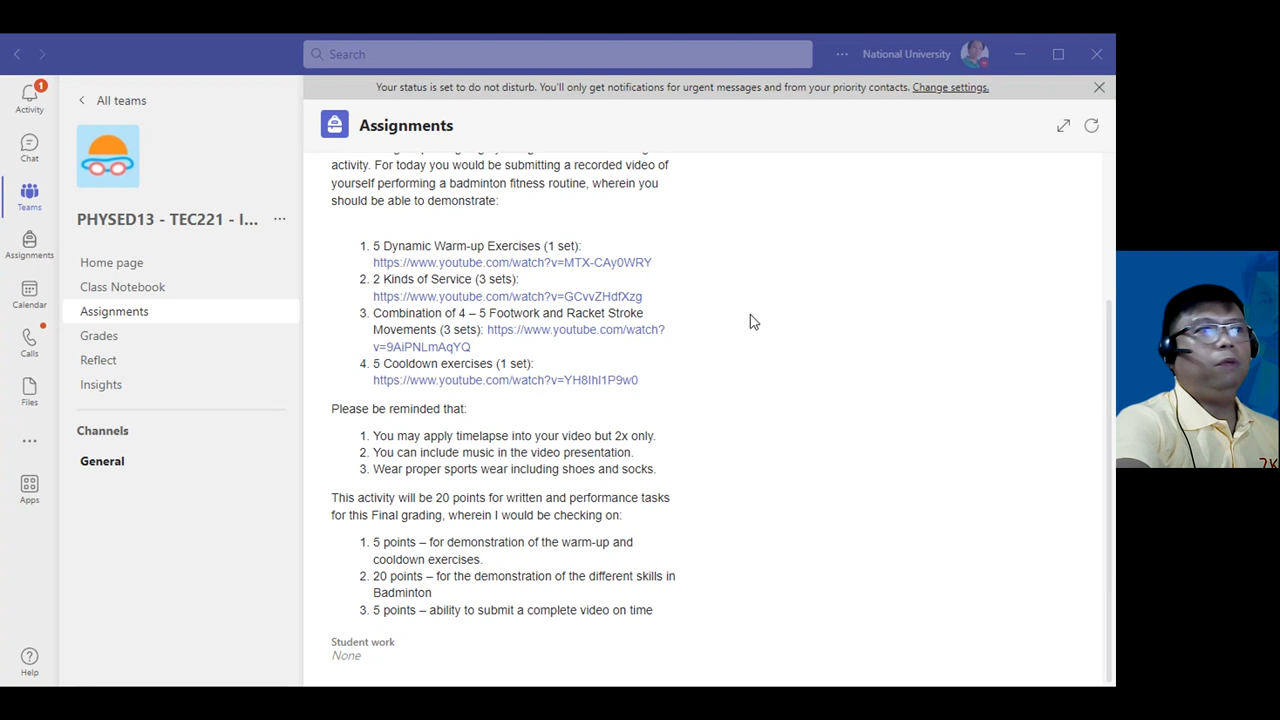 Search
National University
Your status is set to do not disturb. You'll only get notifications for urgent messages and from your priority contacts. Change settings.
1
Activity
Chat
Teams
Assignments
Calendar
Calls
Files
Apps
Help
All teams
PHYSED13 - TEC221 - I...
Home page
Class Notebook
Assignments
Grades
Reflect
Insights
Channels
General
Assignments
activity. For today you would be submitting a recorded video of
yourself performing a badminton fitness routine, wherein you
should be able to demonstrate:
1. 5 Dynamic Warm-up Exercises (1 set):
https://www.youtube.com/watch?v=MTX-CAy0WRY
2. 2 Kinds of Service (3 sets):
https://www.youtube.com/watch?v=GCvvZHdfXzg
3. Combination of 4 – 5 Footwork and Racket Stroke
Movements (3 sets): https://www.youtube.com/watch?
v=9AiPNLmAqYQ
4. 5 Cooldown exercises (1 set):
https://www.youtube.com/watch?v=YH8IhI1P9w0
Please be reminded that:
1. You may apply timelapse into your video but 2x only.
2. You can include music in the video presentation.
3. Wear proper sports wear including shoes and socks.
This activity will be 20 points for written and performance tasks
for this Final grading, wherein I would be checking on:
1. 5 points – for demonstration of the warm-up and
cooldown exercises.
2. 20 points – for the demonstration of the different skills in
Badminton
3. 5 points – ability to submit a complete video on time
Student work
None